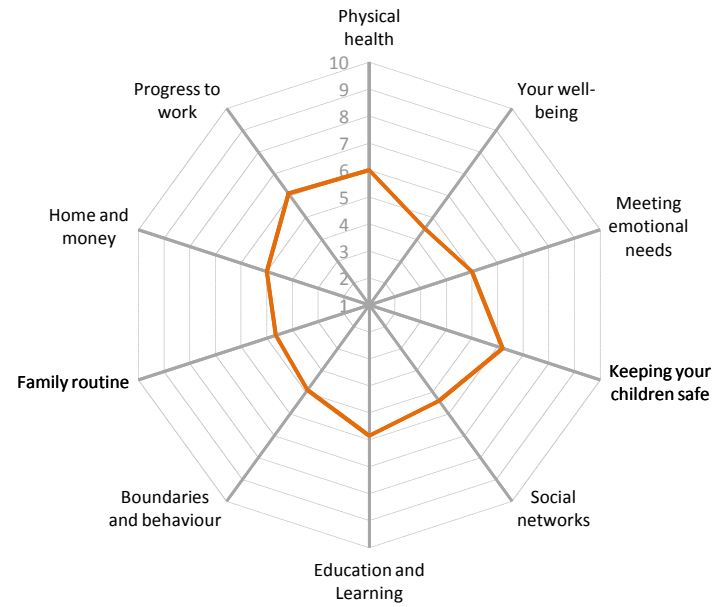 Physical
health
10
9
8
7
6
5
4
3
2
1
Your well-
being
Meeting
emotional
needs
Keeping your
children safe
Social
networks
Education and
Learning
Boundaries
and behaviour
Family routine
Home and
money
Progress to
work